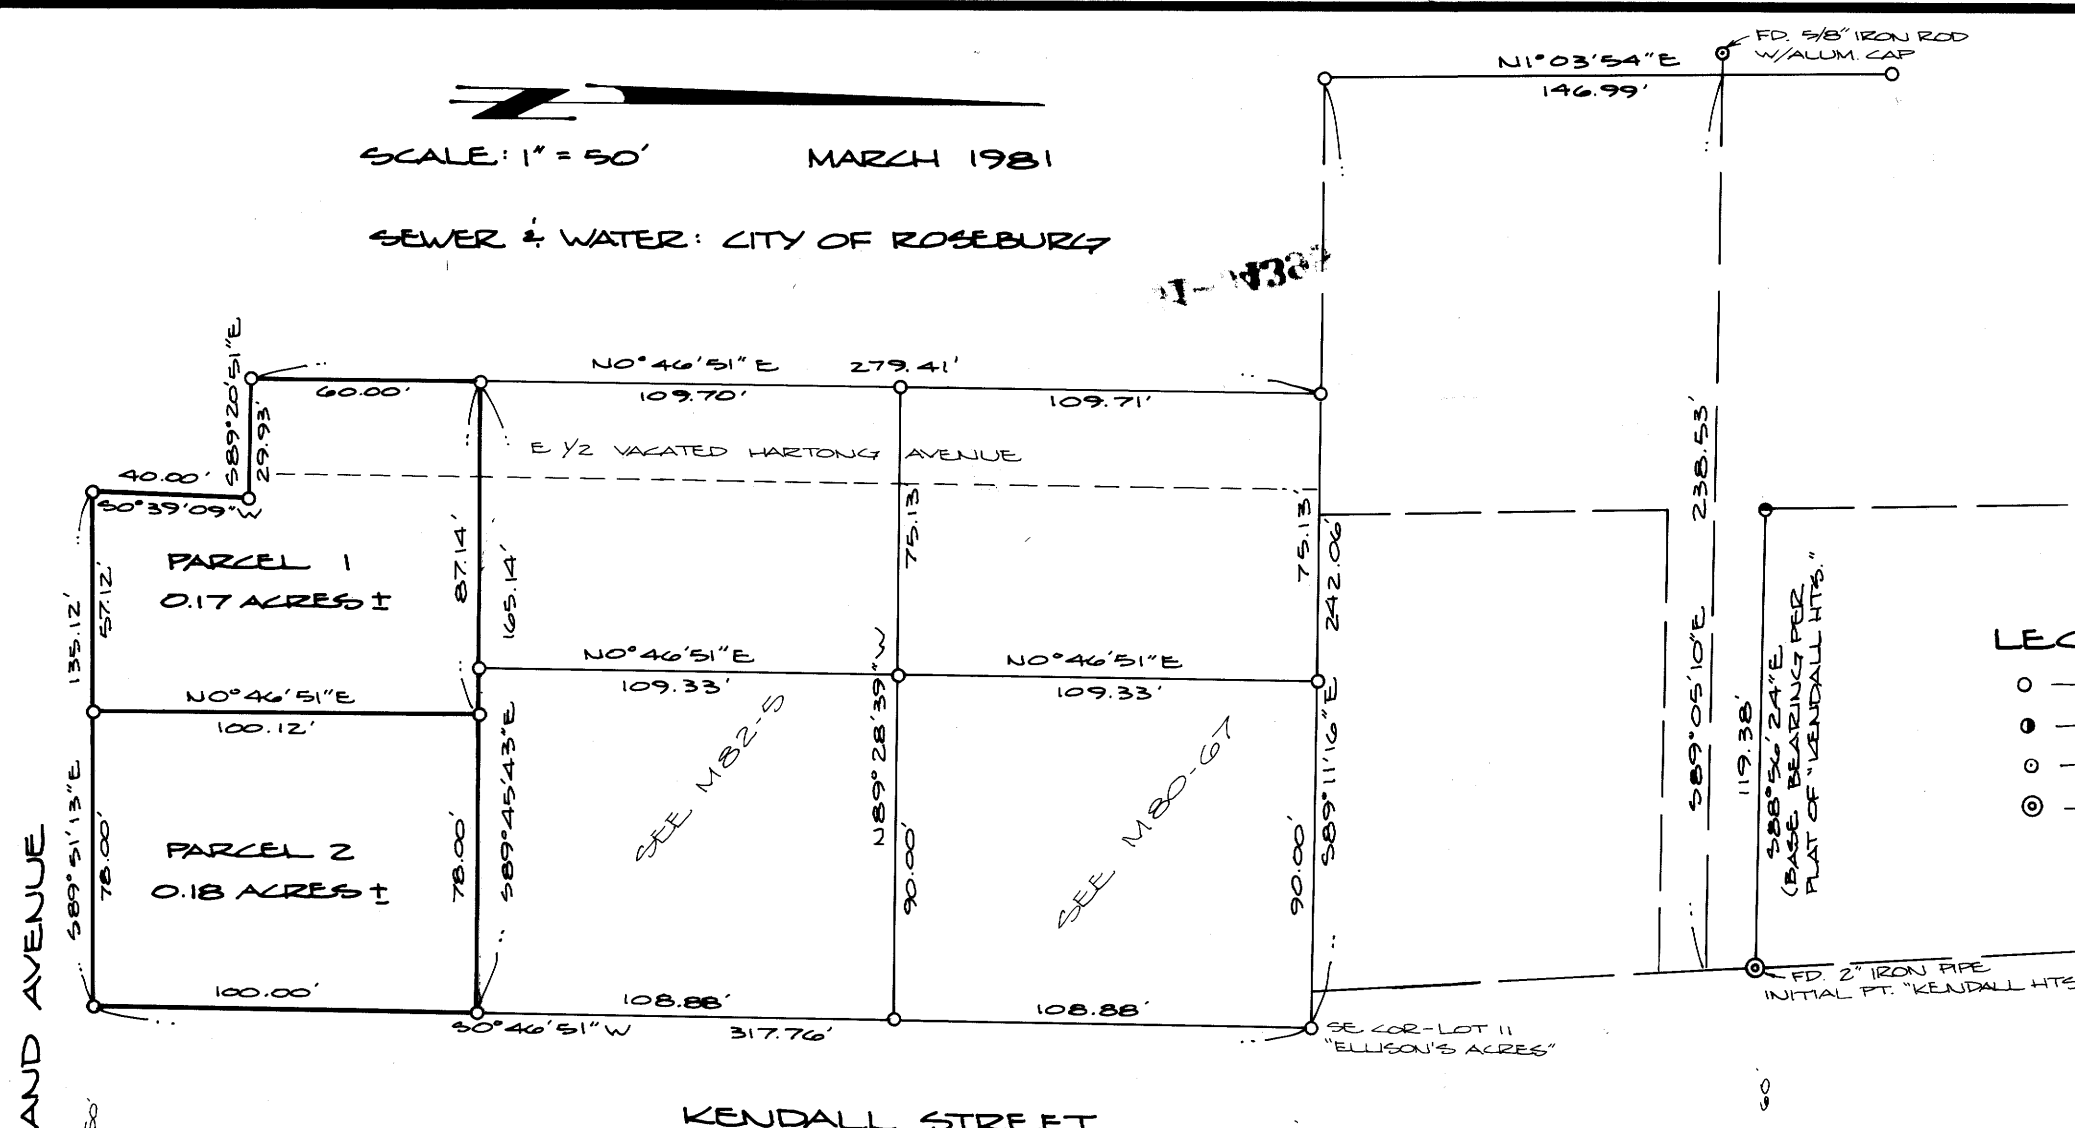 FD. 5/8" IRON ROD
W/ALUM. CAP
N1°03'54"E
146.99'
SCALE: 1" = 50'
MARCH 1981
SEWER & WATER: CITY OF ROSEBURG
N0°46'51"E 279.41'
60.00'
109.70'
109.71'
S89°20'51"E
29.93'
E 1/2 VACATED HARTONG AVENUE
40.00'
S0°39'09"W
PARCEL 1
0.17 ACRES ±
135.12'
57.12'
87.14'
165.14'
75.13
75.13'
242.06'
238.53'
S89°05'10"E
N0°46'51"E
109.33'
N0°46'51"E
109.33'
N0°46'51"E
100.12'
SEE M82-5
SEE M80-67
N89°28'39"W
S89°11'16"E
119.38'
S88°56'24"E
(BASE BEARING PER
PLAT OF "KENDALL HTS."
LEG
PARCEL 2
0.18 ACRES ±
S89°51'13"E
78.00'
78.00'
S89°45'43"E
90.00'
90.00'
100.00'
S0°46'51"W
108.88'
317.76'
108.88'
SE COR-LOT 11
"ELLISON'S ACRES"
FD. 2" IRON PIPE
INITIAL PT. "KENDALL HTS
AND AVENUE
KENDALL STREET
60'